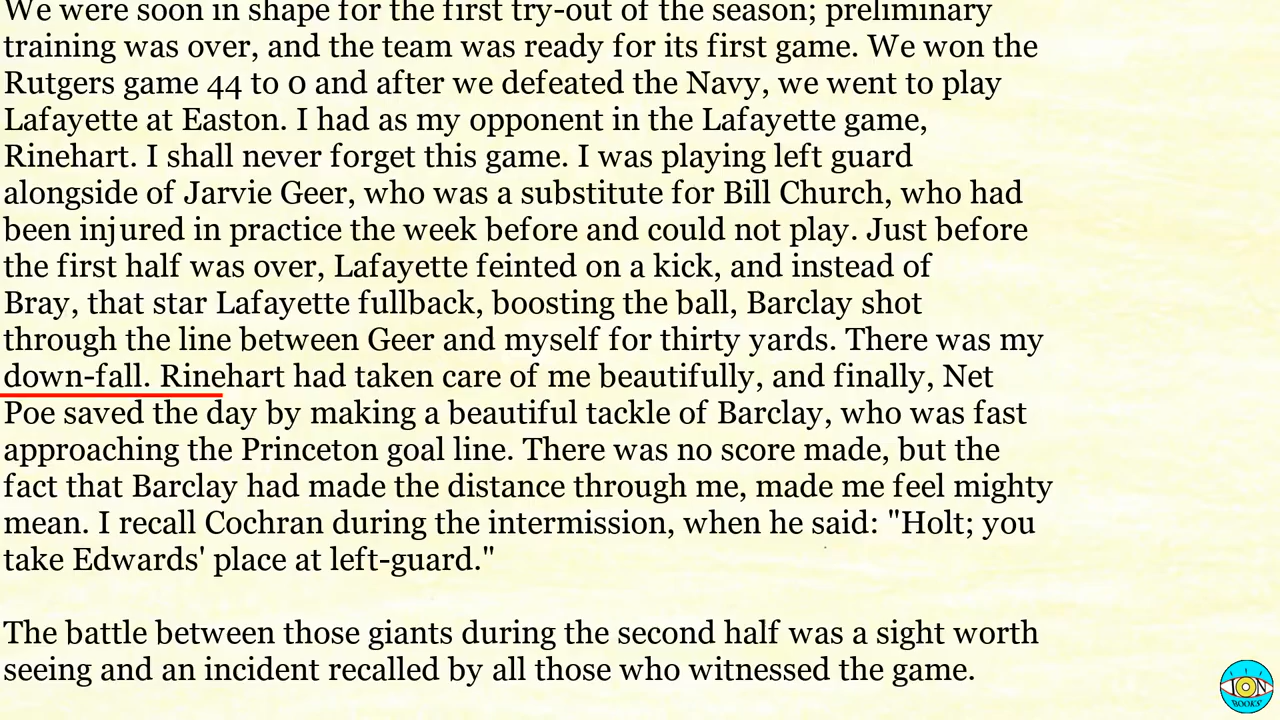 We were soon in shape for the first try-out of the season; preliminary
training was over, and the team was ready for its first game. We won the
Rutgers game 44 to 0 and after we defeated the Navy, we went to play
Lafayette at Easton. I had as my opponent in the Lafayette game,
Rinehart. I shall never forget this game. I was playing left guard
alongside of Jarvie Geer, who was a substitute for Bill Church, who had
been injured in practice the week before and could not play. Just before
the first half was over, Lafayette feinted on a kick, and instead of
Bray, that star Lafayette fullback, boosting the ball, Barclay shot
through the line between Geer and myself for thirty yards. There was my
down-fall. Rinehart had taken care of me beautifully, and finally, Net
Poe saved the day by making a beautiful tackle of Barclay, who was fast
approaching the Princeton goal line. There was no score made, but the
fact that Barclay had made the distance through me, made me feel mighty
mean. I recall Cochran during the intermission, when he said: "Holt; you
take Edwards' place at left-guard."
The battle between those giants during the second half was a sight worth
seeing and an incident recalled by all those who witnessed the game.
ION
BOOKS